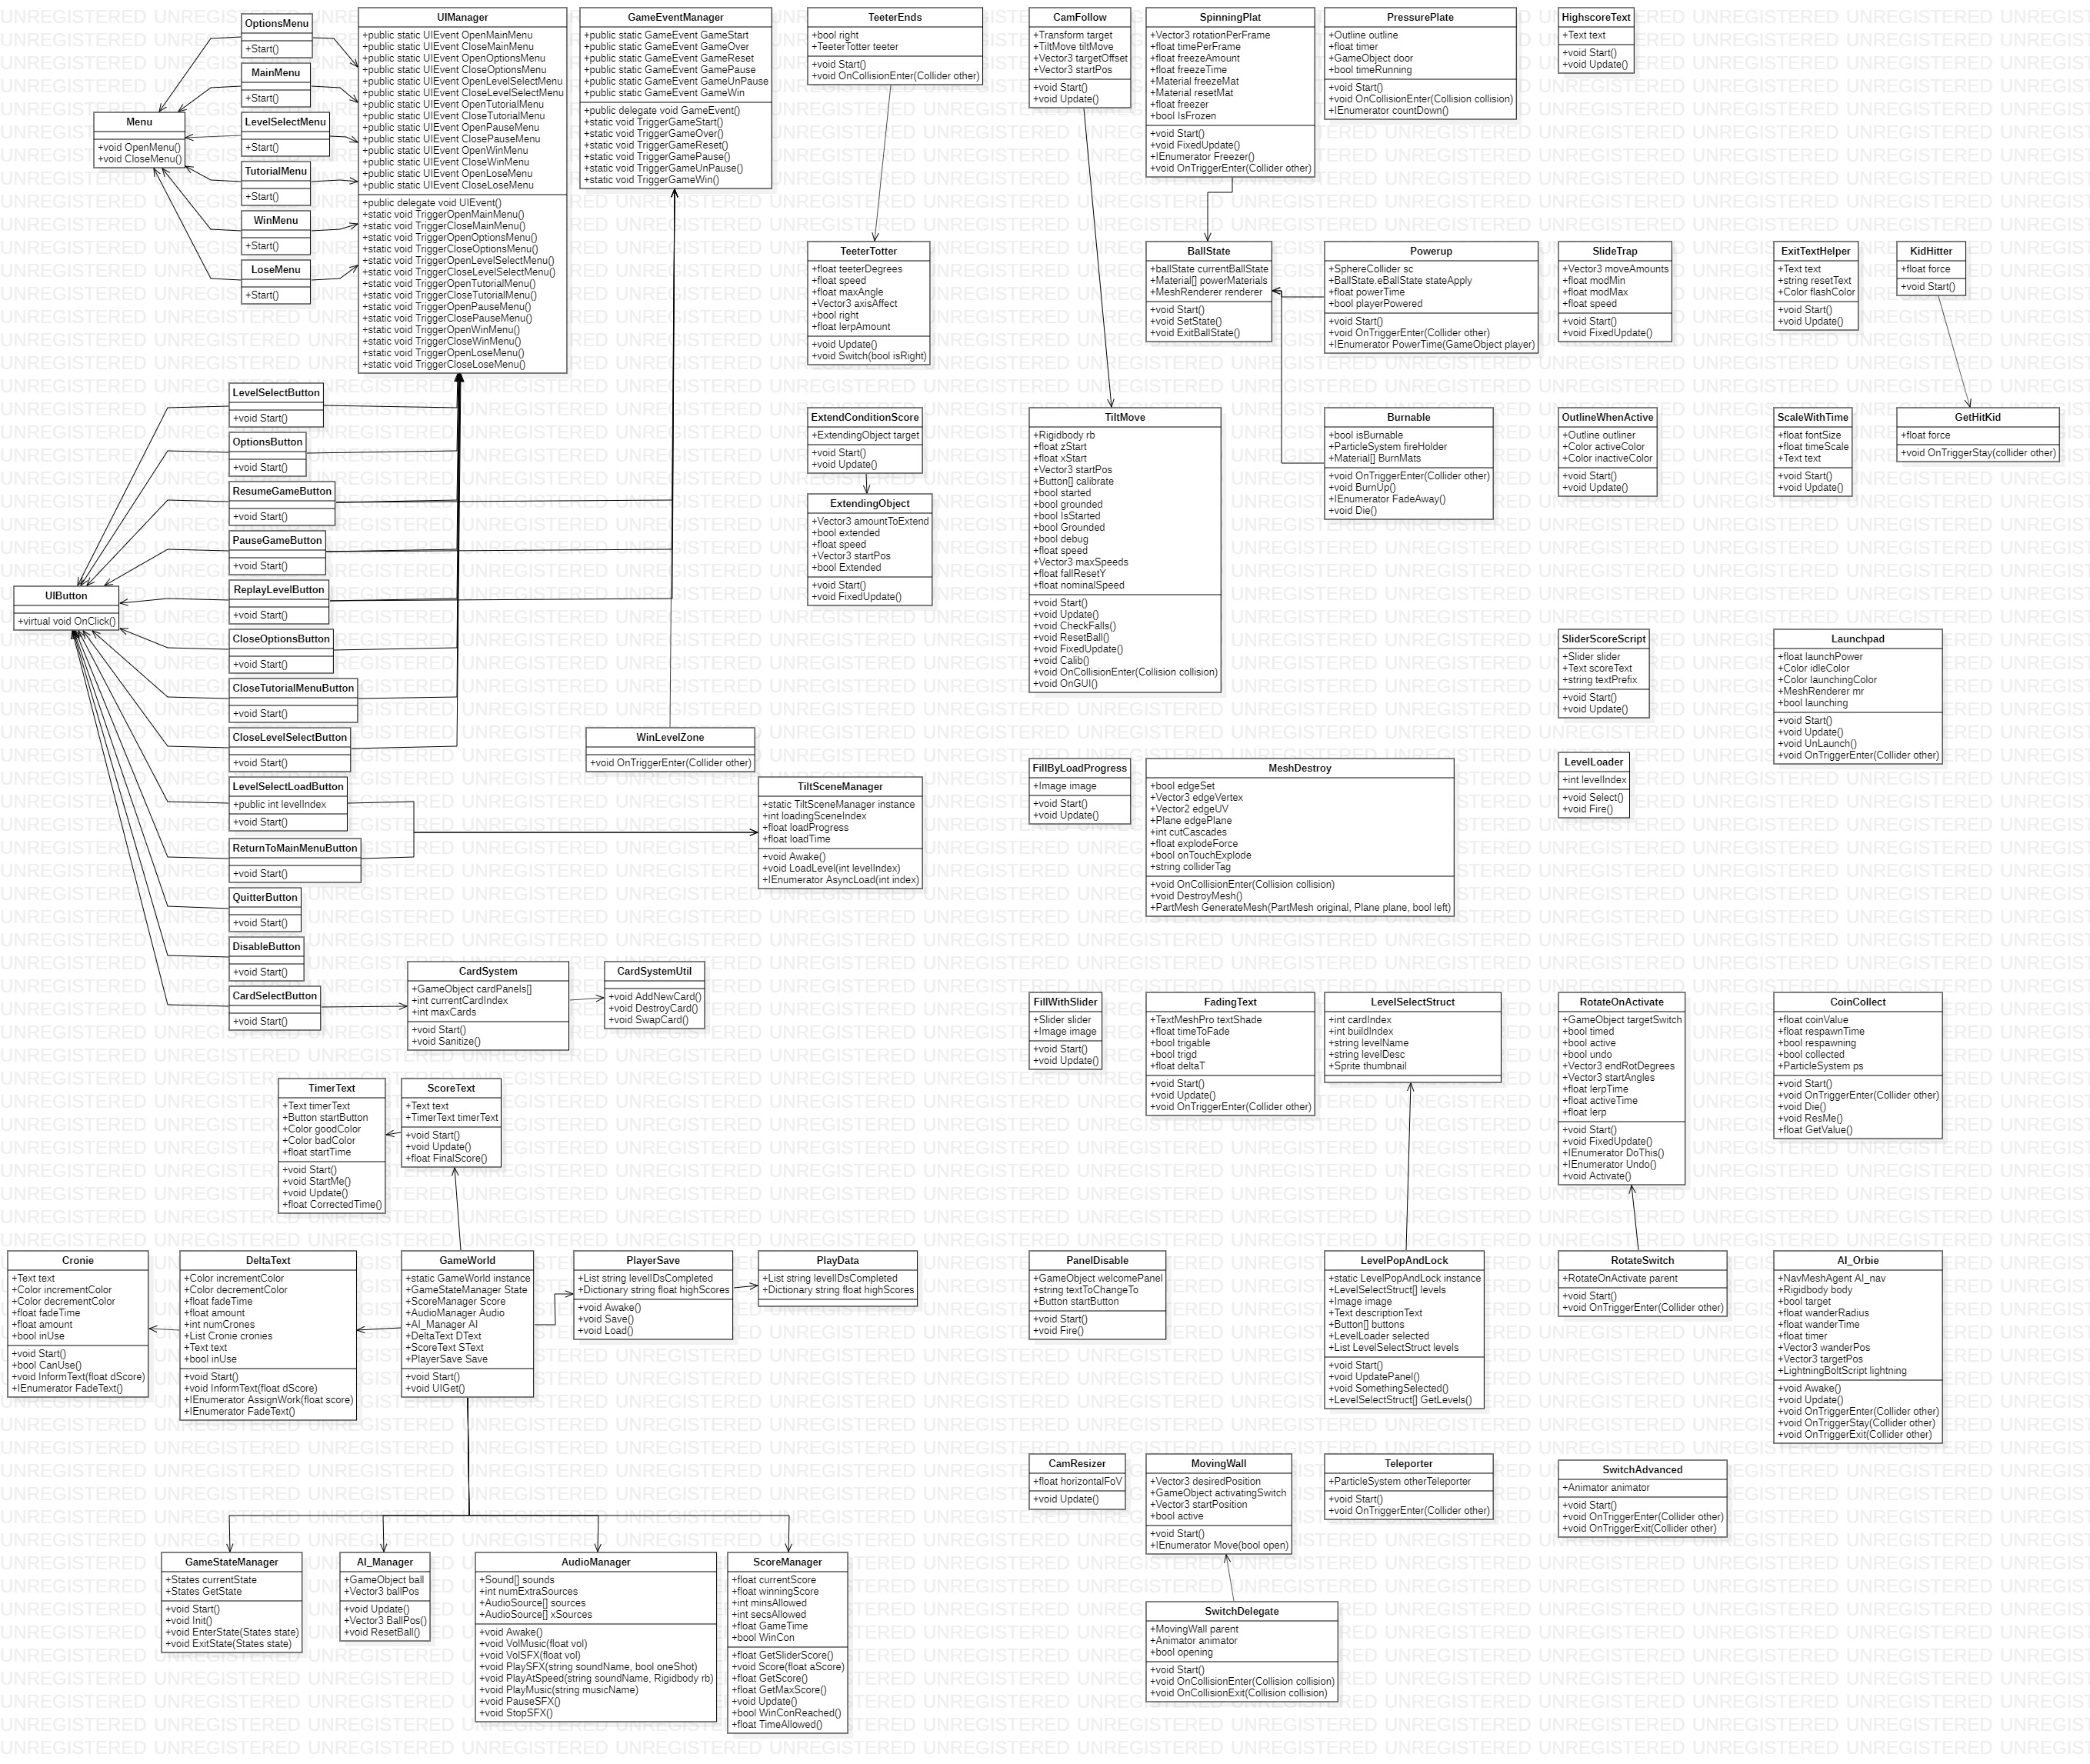 OptionsMenu
+Start()
MainMenu
+Start()
LevelSelectMenu
+Start()
TutorialMenu
+Start()
WinMenu
+Start()
LoseMenu
+Start()
Menu
+void OpenMenu()
+void CloseMenu()
UIManager
+public static UIEvent OpenMainMenu
+public static UIEvent CloseMainMenu
+public static UIEvent OpenOptionsMenu
+public static UIEvent CloseOptionsMenu
+public static UIEvent OpenLevelSelectMenu
+public static UIEvent CloseLevelSelectMenu
+public static UIEvent OpenTutorialMenu
+public static UIEvent CloseTutorialMenu
+public static UIEvent OpenPauseMenu
+public static UIEvent ClosePauseMenu
+public static UIEvent OpenWinMenu
+public static UIEvent CloseWinMenu
+public static UIEvent OpenLoseMenu
+public static UIEvent CloseLoseMenu
+public delegate void UIEvent()
+static void TriggerOpenMainMenu()
+static void TriggerCloseMainMenu()
+static void TriggerOpenOptionsMenu()
+static void TriggerCloseOptionsMenu()
+static void TriggerOpenLevelSelectMenu()
+static void TriggerCloseLevelSelectMenu()
+static void TriggerOpenTutorialMenu()
+static void TriggerCloseTutorialMenu()
+static void TriggerOpenPauseMenu()
+static void TriggerClosePauseMenu()
+static void TriggerOpenWinMenu()
+static void TriggerCloseWinMenu()
+static void TriggerOpenLoseMenu()
+static void TriggerCloseLoseMenu()
GameEventManager
+public static GameEvent GameStart
+public static GameEvent GameOver
+public static GameEvent GameReset
+public static GameEvent GamePause
+public static GameEvent GameUnPause
+public static GameEvent GameWin
+public delegate void GameEvent()
+static void TriggerGameStart()
+static void TriggerGameOver()
+static void TriggerGameReset()
+static void TriggerGamePause()
+static void TriggerGameUnPause()
+static void TriggerGameWin()
TeeterEnds
+bool right
+TeeterTotter teeter
+void Start()
+void OnCollisionEnter(Collider other)
CamFollow
+Transform target
+TiltMove tiltMove
+Vector3 targetOffset
+Vector3 startPos
+void Start()
+void Update()
SpinningPlat
+Vector3 rotationPerFrame
+float timePerFrame
+float freezeAmount
+float freezeTime
+Material freezeMat
+Material resetMat
+float freezer
+bool IsFrozen
+void Start()
+void FixedUpdate()
+IEnumerator Freezer()
+void OnTriggerEnter(Collider other)
PressurePlate
+Outline outline
+float timer
+GameObject door
+bool timeRunning
+void Start()
+void OnCollisionEnter(Collision collision)
+IEnumerator countDown()
HighscoreText
+Text text
+void Start()
+void Update()
TeeterTotter
+float teeterDegrees
+float speed
+float maxAngle
+Vector3 axisAffect
+bool right
+float lerpAmount
+void Update()
+void Switch(bool isRight)
BallState
+ballState currentBallState
+Material[] powerMaterials
+MeshRenderer renderer
+void Start()
+void SetState()
+void ExitBallState()
Powerup
+SphereCollider sc
+BallState.eBallState stateApply
+float powerTime
+bool playerPowered
+void Start()
+void OnTriggerEnter(Collider other)
+IEnumerator PowerTime(GameObject player)
SlideTrap
+Vector3 moveAmounts
+float modMin
+float modMax
+float speed
+void Start()
+void FixedUpdate()
ExitTextHelper
+Text text
+string resetText
+Color flashColor
+void Start()
+void Update()
KidHitter
+float force
+void Start()
LevelSelectButton
+void Start()
OptionsButton
+void Start()
ResumeGameButton
+void Start()
PauseGameButton
+void Start()
ReplayLevelButton
+void Start()
CloseOptionsButton
+void Start()
CloseTutorialMenuButton
+void Start()
CloseLevelSelectButton
+void Start()
LevelSelectLoadButton
+public int levelIndex
+void Start()
ReturnToMainMenuButton
+void Start()
QuitterButton
+void Start()
DisableButton
+void Start()
CardSelectButton
+void Start()
UIButton
+virtual void OnClick()
ExtendConditionScore
+ExtendingObject target
+void Start()
+void Update()
ExtendingObject
+Vector3 amountToExtend
+bool extended
+float speed
+Vector3 startPos
+bool Extended
+void Start()
+void FixedUpdate()
TiltMove
+Rigidbody rb
+float zStart
+float xStart
+Vector3 startPos
+Button[] calibrate
+bool started
+bool grounded
+bool IsStarted
+bool Grounded
+bool debug
+float speed
+Vector3 maxSpeeds
+float fallResetY
+float nominalSpeed
+void Start()
+void Update()
+void CheckFalls()
+void ResetBall()
+void FixedUpdate()
+void Calib()
+void OnCollisionEnter(Collision collision)
+void OnGUI()
Burnable
+bool isBurnable
+ParticleSystem fireHolder
+Material[] BurnMats
+void OnTriggerEnter(Collider other)
+void BurnUp()
+IEnumerator FadeAway()
+void Die()
OutlineWhenActive
+Outline outliner
+Color activeColor
+Color inactiveColor
+void Start()
+void Update()
ScaleWithTime
+float fontSize
+float timeScale
+Text text
+void Start()
+void Update()
GetHitKid
+float force
+void OnTriggerStay(collider other)
SliderScoreScript
+Slider slider
+Text scoreText
+string textPrefix
+void Start()
+void Update()
Launchpad
+float launchPower
+Color idleColor
+Color launchingColor
+MeshRenderer mr
+bool launching
+void Start()
+void Update()
+void UnLaunch()
+void OnTriggerEnter(Collider other)
WinLevelZone
+void OnTriggerEnter(Collider other)
TiltSceneManager
+static TiltSceneManager instance
+int loadingSceneIndex
+float loadProgress
+float loadTime
+void Awake()
+void LoadLevel(int levelIndex)
+IEnumerator AsyncLoad(int index)
FillByLoadProgress
+Image image
+void Start()
+void Update()
MeshDestroy
+bool edgeSet
+Vector3 edgeVertex
+Vector2 edgeUV
+Plane edgePlane
+int cutCascades
+float explodeForce
+bool onTouchExplode
+string colliderTag
+void OnCollisionEnter(Collision collision)
+void DestroyMesh()
+PartMesh GenerateMesh(PartMesh original, Plane plane, bool left)
LevelLoader
+int levelIndex
+void Select()
+void Fire()
CardSystem
+GameObject cardPanels[]
+int currentCardIndex
+int maxCards
+void Start()
+void Sanitize()
CardSystemUtil
+void AddNewCard()
+void DestroyCard()
+void SwapCard()
FillWithSlider
+Slider slider
+Image image
+void Start()
+void Update()
FadingText
+TextMeshPro textShade
+float timeToFade
+bool trigable
+bool trigd
+float deltaT
+void Start()
+void Update()
+void OnTriggerEnter(Collider other)
LevelSelectStruct
+int cardIndex
+int buildIndex
+string levelName
+string levelDesc
+Sprite thumbnail
RotateOnActivate
+GameObject targetSwitch
+bool timed
+bool active
+bool undo
+Vector3 endRotDegrees
+Vector3 startAngles
+float lerpTime
+float activeTime
+float lerp
+void Start()
+void FixedUpdate()
+IEnumerator DoThis()
+IEnumerator Undo()
+void Activate()
CoinCollect
+float coinValue
+float respawnTime
+bool respawning
+bool collected
+ParticleSystem ps
+void Start()
+void OnTriggerEnter(Collider other)
+void Die()
+void ResMe()
+float GetValue()
TimerText
+Text timerText
+Button startButton
+Color goodColor
+Color badColor
+float startTime
+void Start()
+void StartMe()
+void Update()
+float CorrectedTime()
ScoreText
+Text text
+TimerText timerText
+void Start()
+void Update()
+float FinalScore()
Cronie
+Text text
+Color incrementColor
+Color decrementColor
+float fadeTime
+float amount
+bool inUse
+void Start()
+bool CanUse()
+void InformText(float dScore)
+IEnumerator FadeText()
DeltaText
+Color incrementColor
+Color decrementColor
+float fadeTime
+float amount
+int numCrones
+List Cronie cronies
+Text text
+bool inUse
+void Start()
+void InformText(float dScore)
+IEnumerator AssignWork(float score)
+IEnumerator FadeText()
GameWorld
+static GameWorld instance
+GameStateManager State
+ScoreManager Score
+AudioManager Audio
+AI_Manager AI
+DeltaText DText
+ScoreText SText
+PlayerSave Save
+void Start()
+void UIGet()
PlayerSave
+List string levelIDsCompleted
+Dictionary string float highScores
+void Awake()
+void Save()
+void Load()
PlayData
+List string levelIDsCompleted
+Dictionary string float highScores
PanelDisable
+GameObject welcomePanel
+string textToChangeTo
+Button startButton
+void Start()
+void Fire()
LevelPopAndLock
+static LevelPopAndLock instance
+LevelSelectStruct[] levels
+Image image
+Text descriptionText
+Button[] buttons
+LevelLoader selected
+List LevelSelectStruct levels
+void Start()
+void UpdatePanel()
+void SomethingSelected()
+LevelSelectStruct[] GetLevels()
RotateSwitch
+RotateOnActivate parent
+void Start()
+void OnTriggerEnter(Collider other)
AI_Orbie
+NavMeshAgent AI_nav
+Rigidbody body
+bool target
+float wanderRadius
+float wanderTime
+float timer
+Vector3 wanderPos
+Vector3 targetPos
+LightningBoltScript lightning
+void Awake()
+void Update()
+void OnTriggerEnter(Collider other)
+void OnTriggerStay(Collider other)
+void OnTriggerExit(Collider other)
CamResizer
+float horizontalFoV
+void Update()
MovingWall
+Vector3 desiredPosition
+GameObject activatingSwitch
+Vector3 startPosition
+bool active
+void Start()
+IEnumerator Move(bool open)
Teleporter
+ParticleSystem otherTeleporter
+void Start()
+void OnTriggerEnter(Collider other)
SwitchAdvanced
+Animator animator
+void Start()
+void OnTriggerEnter(Collider other)
+void OnTriggerExit(Collider other)
GameStateManager
+States currentState
+States GetState
+void Start()
+void Init()
+void EnterState(States state)
+void ExitState(States state)
AI_Manager
+GameObject ball
+Vector3 ballPos
+void Update()
+Vector3 BallPos()
+void ResetBall()
AudioManager
+Sound[] sounds
+int numExtraSources
+AudioSource[] sources
+AudioSource[] xSources
+void Awake()
+void VolMusic(float vol)
+void VolSFX(float vol)
+void PlaySFX(string soundName, bool oneShot)
+void PlayAtSpeed(string soundName, Rigidbody rb)
+void PlayMusic(string musicName)
+void PauseSFX()
+void StopSFX()
ScoreManager
+float currentScore
+float winningScore
+int minsAllowed
+int secsAllowed
+float GameTime
+bool WinCon
+float GetSliderScore()
+void Score(float aScore)
+float GetScore()
+float GetMaxScore()
+void Update()
+bool WinConReached()
+float TimeAllowed()
SwitchDelegate
+MovingWall parent
+Animator animator
+bool opening
+void Start()
+void OnCollisionEnter(Collision collision)
+void OnCollisionExit(Collision collision)